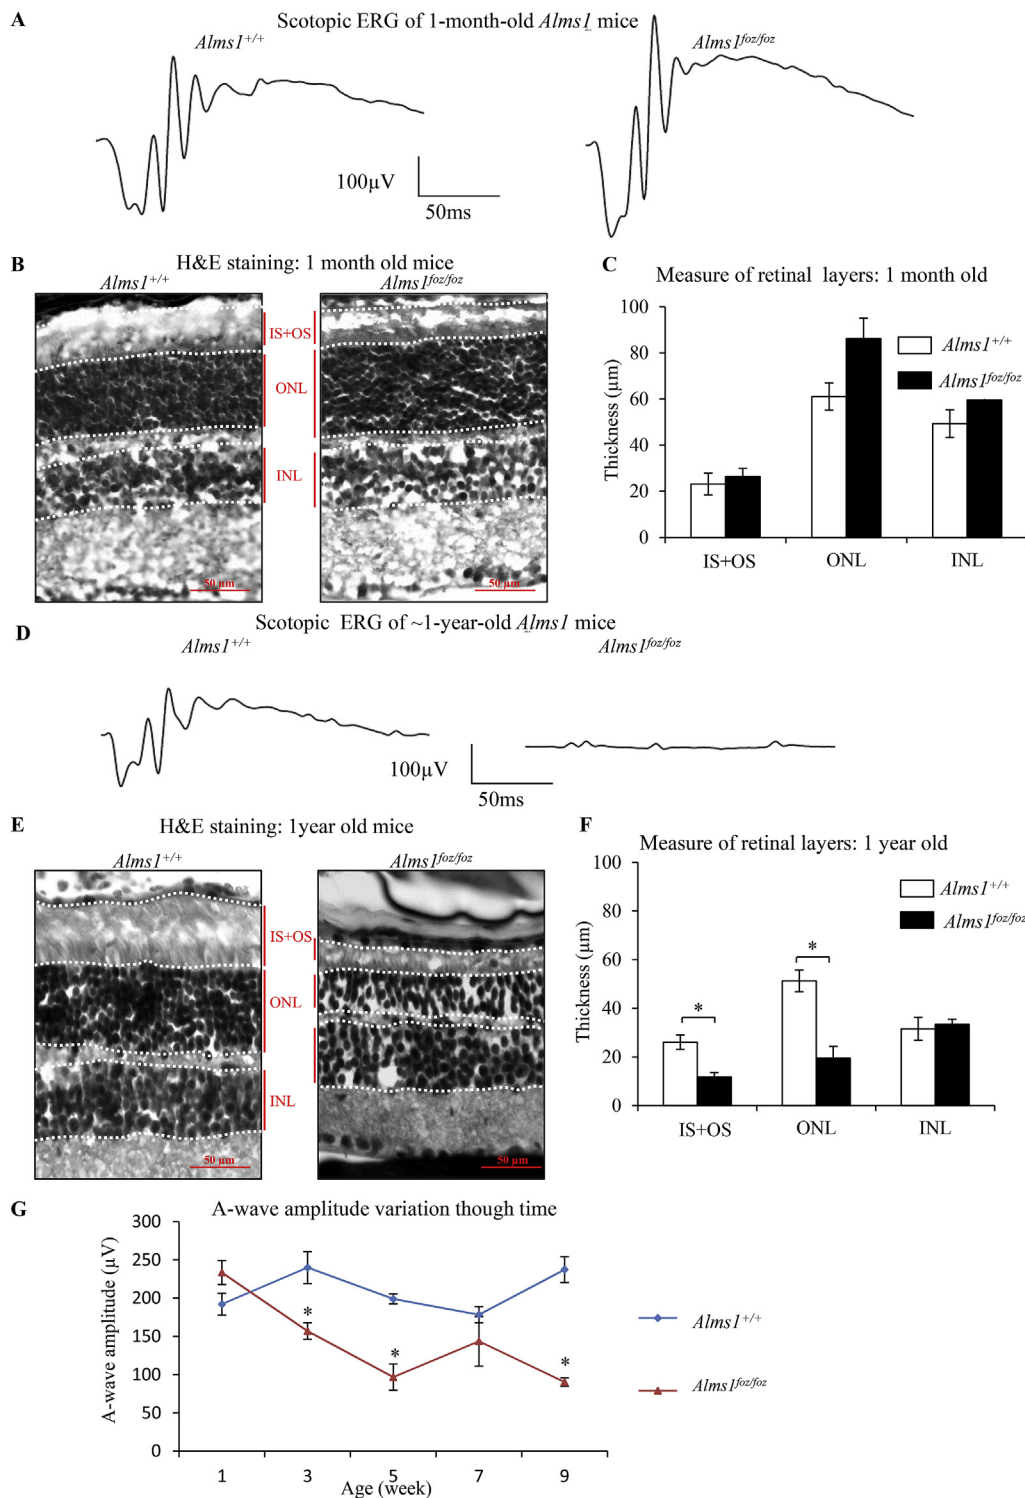 A
Scotopic ERG of 1-month-old Alms1 mice
Alms1+/+
Alms1foz/foz
100µV
50ms
B
H&E staining: 1 month old mice
Alms1+/+
Alms1foz/foz
IS+OS
ONL
INL
50 µm
50 µm
C
Measure of retinal layers: 1 month old
Thickness (µm)
100
80
60
40
20
0
Alms1+/+
Alms1foz/foz
IS+OS ONL INL
D
Scotopic ERG of ~1-year-old Alms1 mice
Alms1+/+
Alms1foz/foz
100µV
50ms
E
H&E staining: 1year old mice
Alms1+/+
Alms1foz/foz
IS+OS
ONL
INL
50 µm
50 µm
F
Measure of retinal layers: 1 year old
Thickness (µm)
100
80
60
40
20
0
Alms1+/+
Alms1foz/foz
*
*
IS+OS ONL INL
G
A-wave amplitude variation though time
A-wave amplitude (µV)
300
250
200
150
100
50
0
*
*
*
1 3 5 7 9
Age (week)
Alms1+/+
Alms1foz/foz